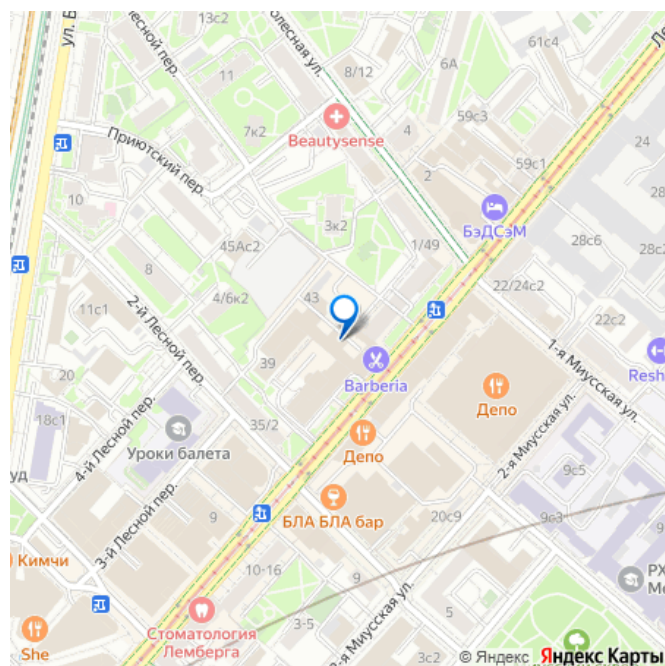 13с2
61с4
Лесной пер.
ул. В
11
олесная ул.
8/12
6А
Ле
59с3
7к2
Beautysense
4
59с1
24
Приютский пер.
2
28с6
10
3к2
БэДСэМ
28с2
45Ас2
1/49
8
4/6к2
43
22/24с2
11с1
2-й Лесной пер.
22с2
39
Barberia
1-я Миусская ул.
Resh
20
Депо
18с1
35/2
уд
Уроки балета
Депо
2-я Миусская ул.
4-й Лесной пер.
9с5
3-й Лесной пер.
9
БЛА БЛА бар
20с9
9с3
Кимчи
10-16
9
РХ
М
5
She
Стоматология
Лемберга
3-5
3с2
-я Миусская ул.
© Яндекс Яндекс Карты